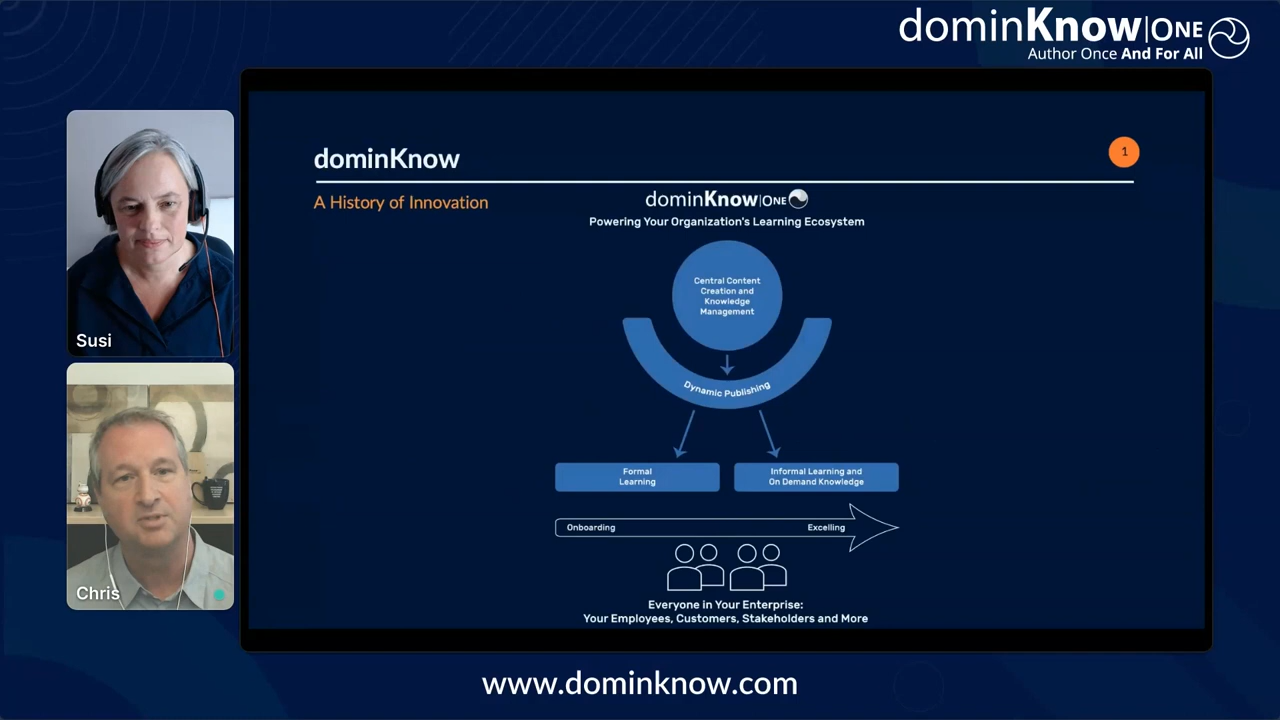 dominKnow|ONE
Author Once And For All
dominKnow
1
A History of Innovation
dominKnow|ONE
Powering Your Organization's Learning Ecosystem
Central Content
Creation and
Knowledge
Management
Dynamic Publishing
Formal
Learning
Informal Learning and
On Demand Knowledge
Onboarding
Excelling
Everyone in Your Enterprise:
Your Employees, Customers, Stakeholders and More
Susi
Chris
www.dominknow.com